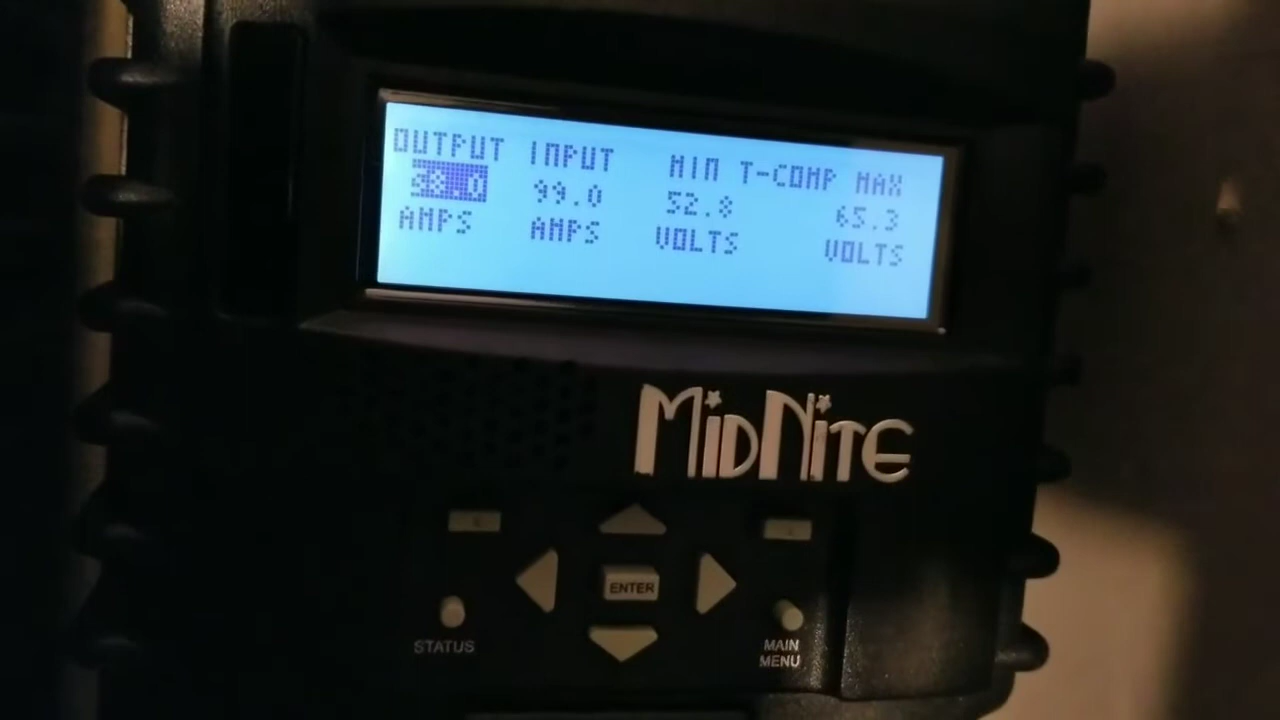 OUTPUT INPUT MIN T-COMP MAX
99.0 52.8 65.3
AMPS AMPS VOLTS VOLTS
MIDNITE
ENTER
STATUS
MAIN
MENU